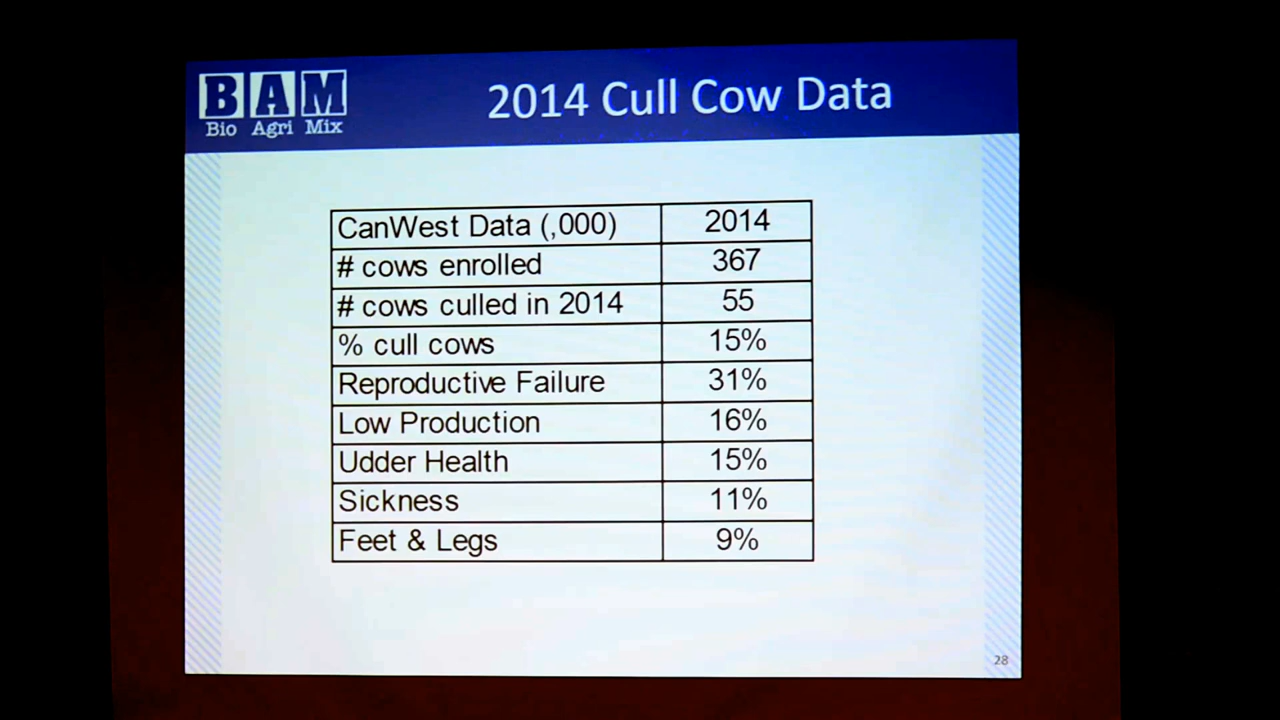 BAM
Bio Agri Mix
2014 Cull Cow Data
CanWest Data (,000) 2014
# cows enrolled 367
# cows culled in 2014 55
% cull cows 15%
Reproductive Failure 31%
Low Production 16%
Udder Health 15%
Sickness 11%
Feet & Legs 9%
28